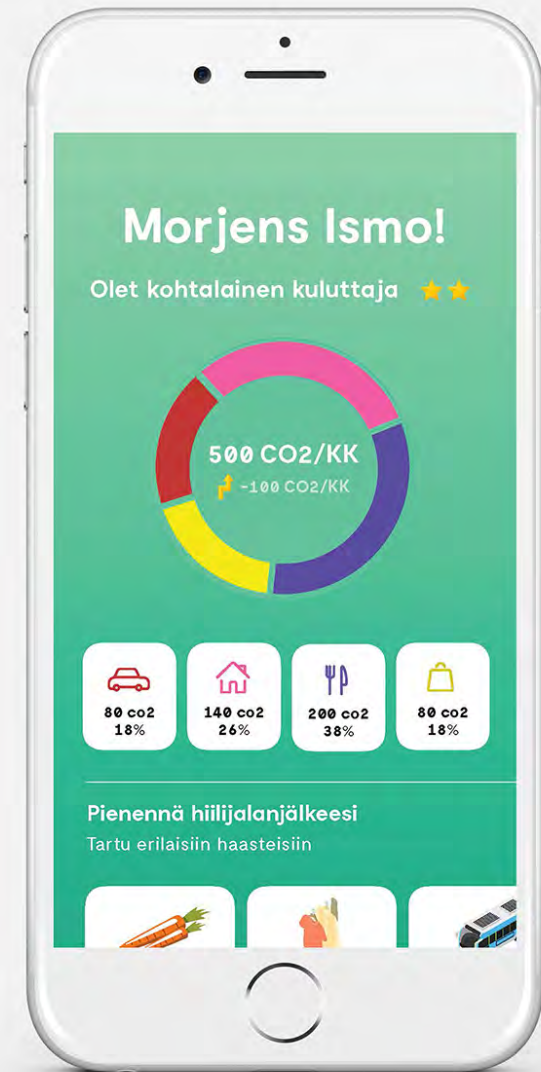 Morjens Ismo!
Olet kohtalainen kuluttaja
500 CO2/KK
-100 CO2/KK
80 co2
18%
140 co2
26%
200 co2
38%
80 co2
18%
Pienennä hiilijalanjälkeesi
Tartu erilaisiin haasteisiin